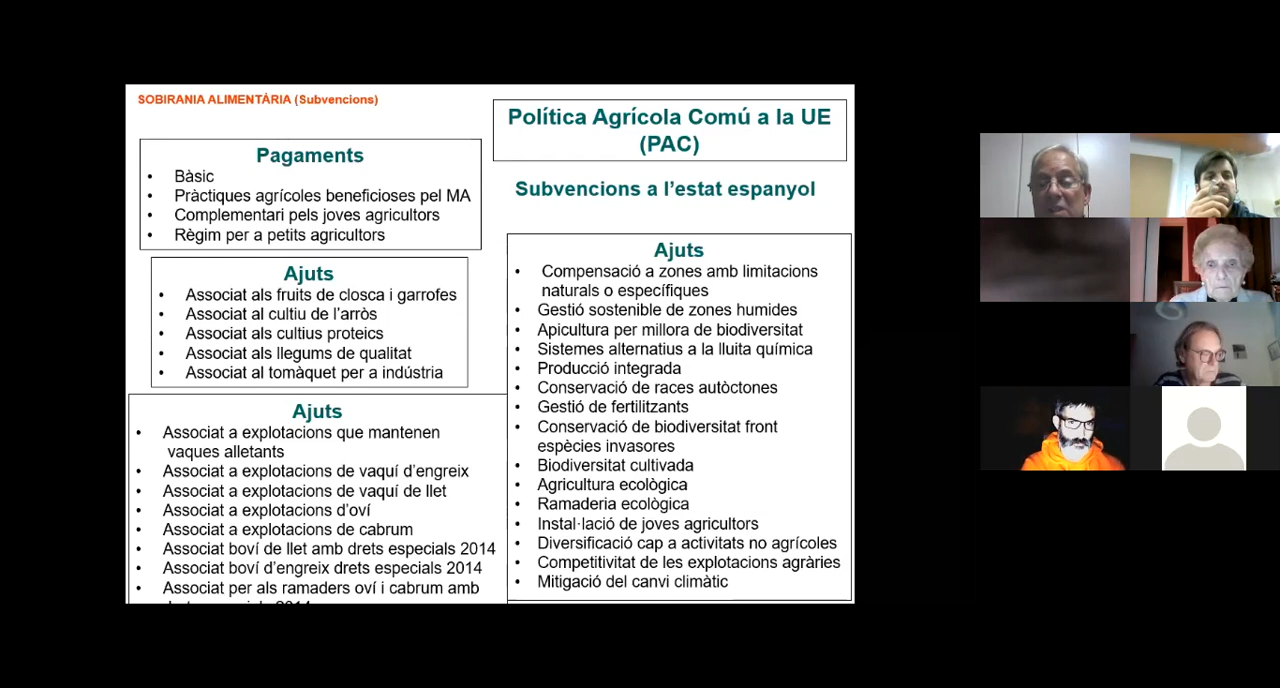 SOBIRANIA ALIMENTÀRIA (Subvencions)
Política Agrícola Comú a la UE
(PAC)
Subvencions a l’estat espanyol
Pagaments
• Bàsic
• Pràctiques agrícoles beneficioses pel MA
• Complementari pels joves agricultors
• Règim per a petits agricultors
Ajuts
• Associat als fruits de closca i garrofes
• Associat al cultiu de l’arròs
• Associat als cultius proteics
• Associat als llegums de qualitat
• Associat al tomàquet per a indústria
Ajuts
• Associat a explotacions que mantenen
vaques alletants
• Associat a explotacions de vaquí d’engreix
• Associat a explotacions de vaquí de llet
• Associat a explotacions d’oví
• Associat a explotacions de cabrum
• Associat boví de llet amb drets especials 2014
• Associat boví d’engreix drets especials 2014
• Associat per als ramaders oví i cabrum amb
Ajuts
• Compensació a zones amb limitacions
naturals o específiques
• Gestió sostenible de zones humides
• Apicultura per millora de biodiversitat
• Sistemes alternatius a la lluita química
• Producció integrada
• Conservació de races autòctones
• Gestió de fertilitzants
• Conservació de biodiversitat front
espècies invasores
• Biodiversitat cultivada
• Agricultura ecològica
• Ramaderia ecològica
• Instal·lació de joves agricultors
• Diversificació cap a activitats no agrícoles
• Competitivitat de les explotacions agràries
• Mitigació del canvi climàtic